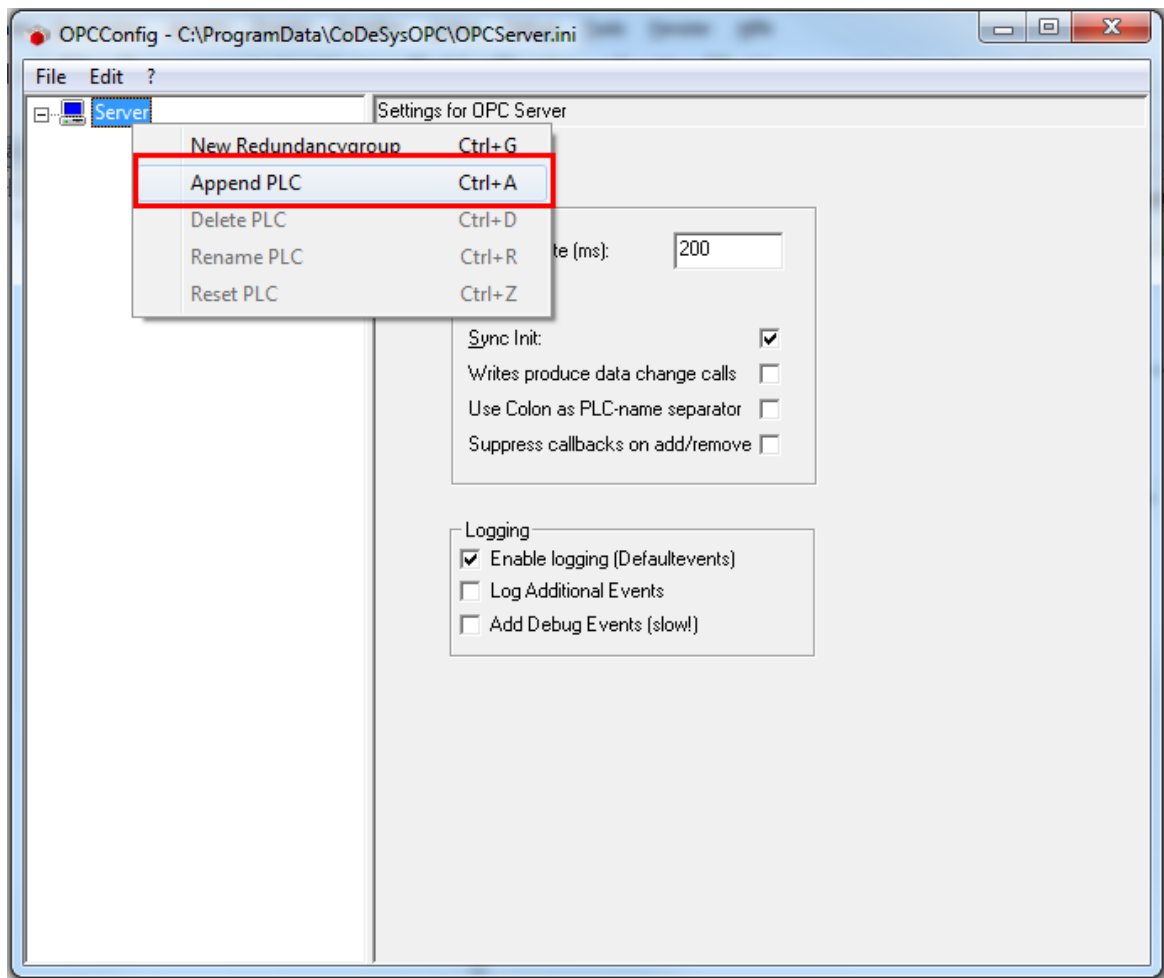 OPCConfig - C:\ProgramData\CoDeSysOPC\OPCServer.ini
File Edit ?
Server
Settings for OPC Server
New Redundancygroup Ctrl+G
Append PLC Ctrl+A
Delete PLC Ctrl+D
Rename PLC Ctrl+R
Reset PLC Ctrl+Z
te (ms): 200
Sync Init:
Writes produce data change calls
Use Colon as PLC-name separator
Suppress callbacks on add/remove
Logging
Enable logging (Defaultevents)
Log Additional Events
Add Debug Events (slow!)